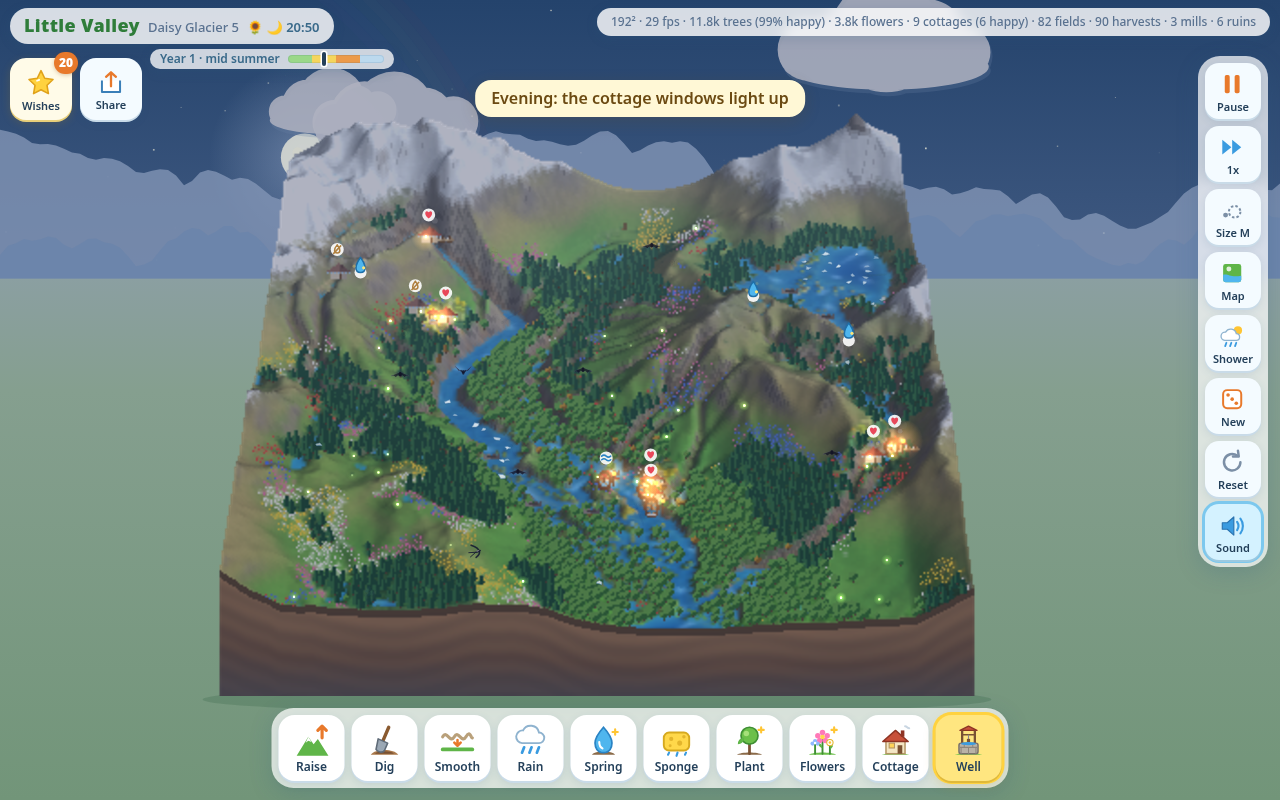 Little Valley Daisy Glacier 5 20:50
192² · 29 fps · 11.8k trees (99% happy) · 3.8k flowers · 9 cottages (6 happy) · 82 fields · 90 harvests · 3 mills · 6 ruins
Year 1 · mid summer
20
Wishes
Share
Evening: the cottage windows light up
Pause
1x
Size M
Map
Shower
New
Reset
Sound
Raise
Dig
Smooth
Rain
Spring
Sponge
Plant
Flowers
Cottage
Well